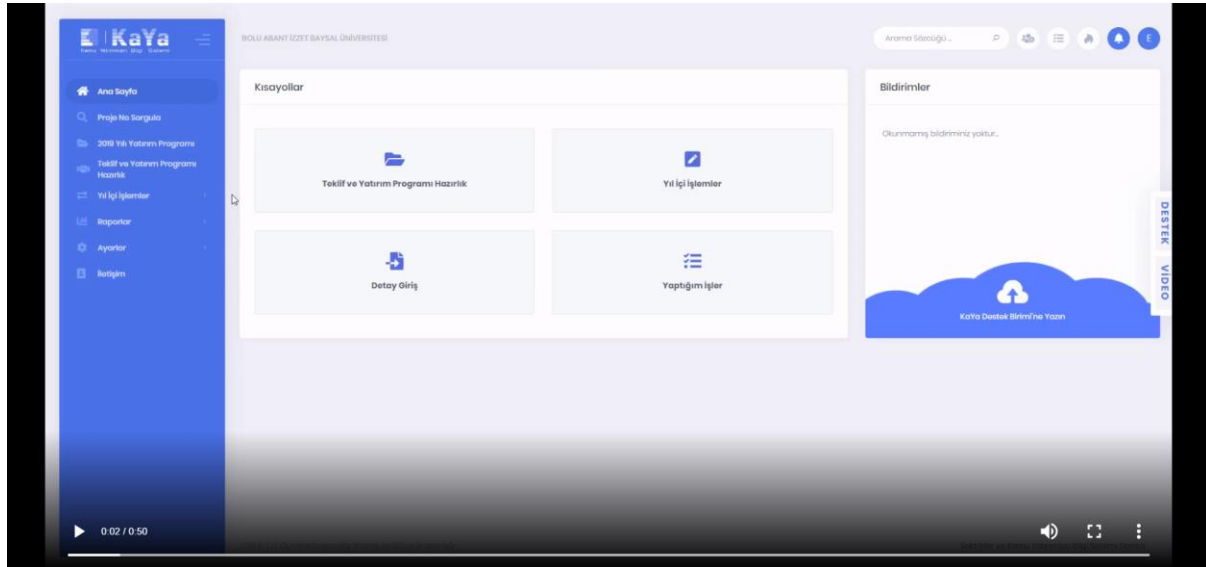 KaYa
BOLU ABANT İZZET BAYSAL ÜNİVERSİTESİ
Arama Sözcüğü...
E
Ana Sayfa
Proje No Sorgula
2019 Yılı Yatırım Programı
Teklif ve Yatırım Programı
Hazırlık
Yıl İçi İşlemler
Raporlar
Ayarlar
İletişim
Kısayollar
Teklif ve Yatırım Programı Hazırlık
Yıl İçi İşlemler
Detay Giriş
Yaptığım İşler
Bildirimler
Okunmamış bildiriminiz yoktur..
KaYa Destek Birimi'ne Yazın
DESTEK
VİDEO
0:02 / 0:50